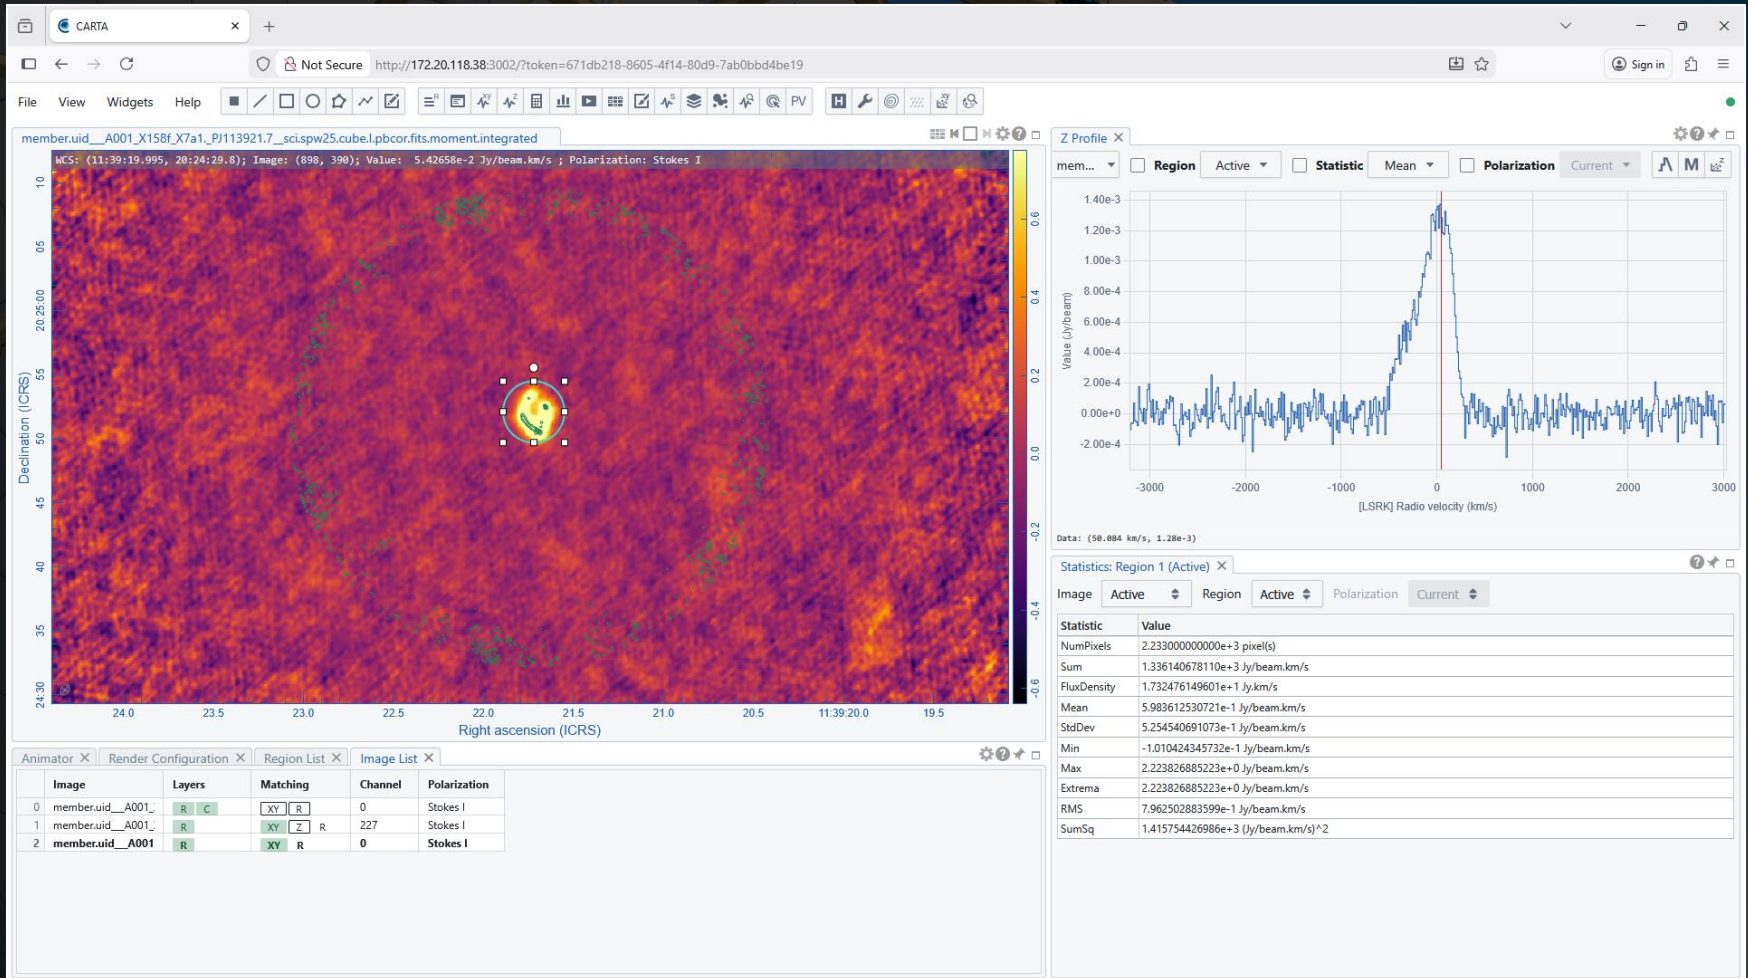 CARTA
Not Secure http://172.20.118.38:3002/?token=671db218-8605-4f14-80d9-7ab0bbd4be19
Sign in
File View Widgets Help
PV
member.uid___A001_X158f_X7a1._PJ113921.7__sci.spw25.cube.I.pbcor.fits.moment.integrated
WCS: (11:39:19.995, 20:24:29.8); Image: (898, 390); Value: 5.42658e-2 Jy/beam.km/s ; Polarization: Stokes I
10
05
20:25:00
55
50
45
40
35
24:30
Declination (ICRS)
24.0 23.5 23.0 22.5 22.0 21.5 21.0 20.5 11:39:20.0 19.5
Right ascension (ICRS)
0.6
0.4
0.2
0.0
-0.2
-0.4
-0.6
Z Profile
mem... Region Active Statistic Mean Polarization Current M
1.40e-3
1.20e-3
1.00e-3
8.00e-4
6.00e-4
4.00e-4
2.00e-4
0.00e+0
-2.00e-4
Value (Jy/beam)
-3000 -2000 -1000 0 1000 2000 3000
[LSRK] Radio velocity (km/s)
Data: (50.084 km/s, 1.28e-3)
Statistics: Region 1 (Active)
Image Active Region Active Polarization Current
Statistic Value
NumPixels 2.233000000000e+3 pixel(s)
Sum 1.336140678110e+3 Jy/beam.km/s
FluxDensity 1.732476149601e+1 Jy.km/s
Mean 5.983612530721e-1 Jy/beam.km/s
StdDev 5.254540691073e-1 Jy/beam.km/s
Min -1.010424345732e-1 Jy/beam.km/s
Max 2.223826885223e+0 Jy/beam.km/s
Extrema 2.223826885223e+0 Jy/beam.km/s
RMS 7.962502883599e-1 Jy/beam.km/s
SumSq 1.415754426986e+3 (Jy/beam.km/s)^2
Animator Render Configuration Region List Image List
Image Layers Matching Channel Polarization
0 member.uid___A001_ R C XY R 0 Stokes I
1 member.uid___A001_ R XY Z R 227 Stokes I
2 member.uid___A001 R XY R 0 Stokes I